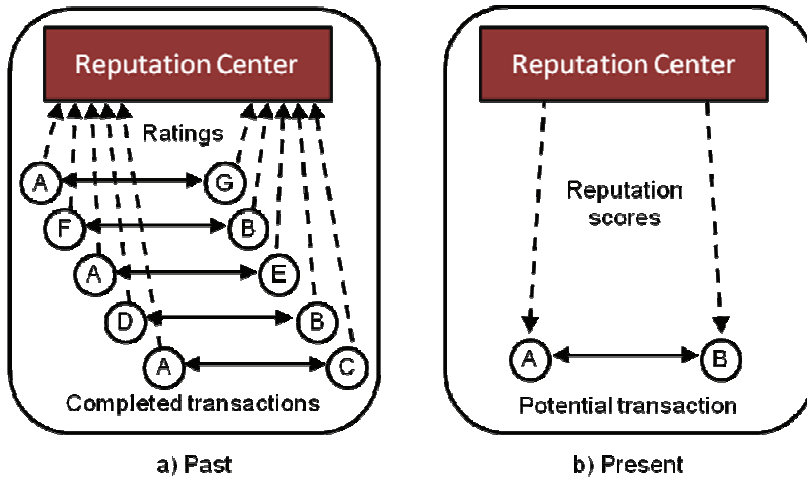 Reputation Center
Ratings
A G
F B
A E
D B
A C
Completed transactions
a) Past
Reputation Center
Reputation
scores
A B
Potential transaction
b) Present